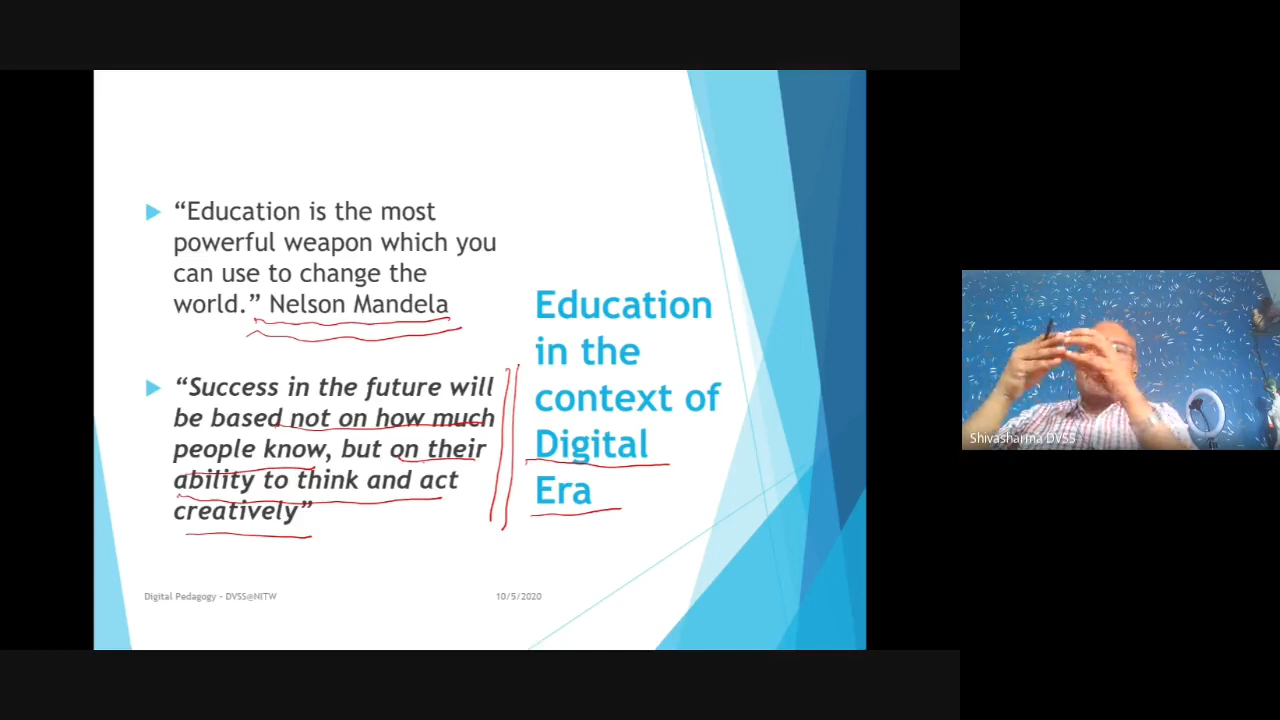 “Education is the most
powerful weapon which you
can use to change the
world.” Nelson Mandela
“Success in the future will
be based not on how much
people know, but on their
ability to think and act
creatively”
Education
in the
context of
Digital
Era
Digital Pedagogy - DVSS@NITW
10/5/2020
Shivasharma DVSS